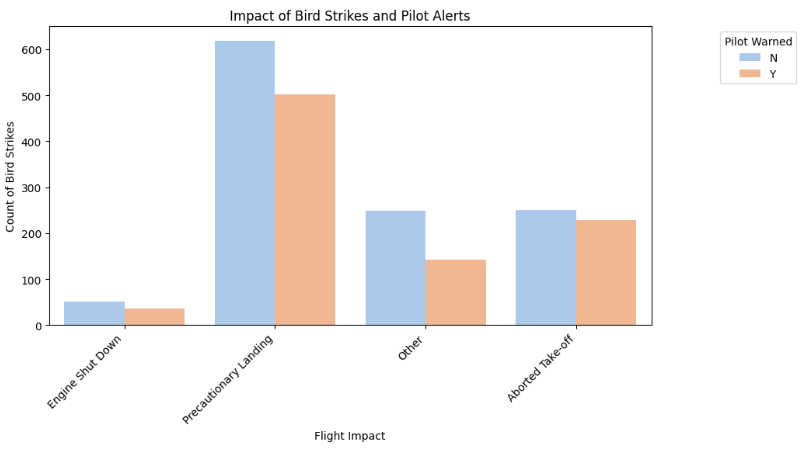 Impact of Bird Strikes and Pilot Alerts
Pilot Warned
N
Y
Count of Bird Strikes
600
500
400
300
200
100
0
Engine Shut Down
Precautionary Landing
Other
Aborted Take-off
Flight Impact